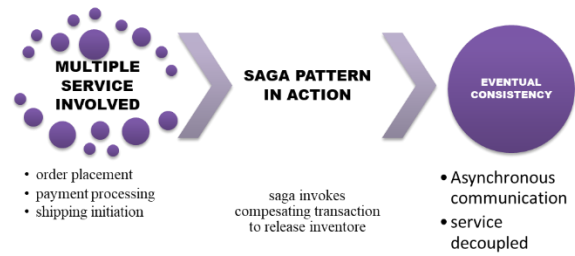 MULTIPLE
SERVICE
INVOLVED
• order placement
• payment processing
• shipping initiation
SAGA PATTERN
IN ACTION
saga invokes
compesating transaction
to release inventore
EVENTUAL
CONSISTENCY
• Asynchronous
communication
• service
decoupled